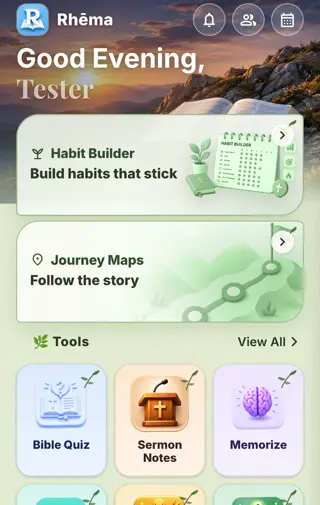 Rhēma
Good Evening,
Tester
Habit Builder
Build habits that stick
HABIT BUILDER
Journey Maps
Follow the story
Tools
View All
Bible Quiz
Sermon
Notes
Memorize